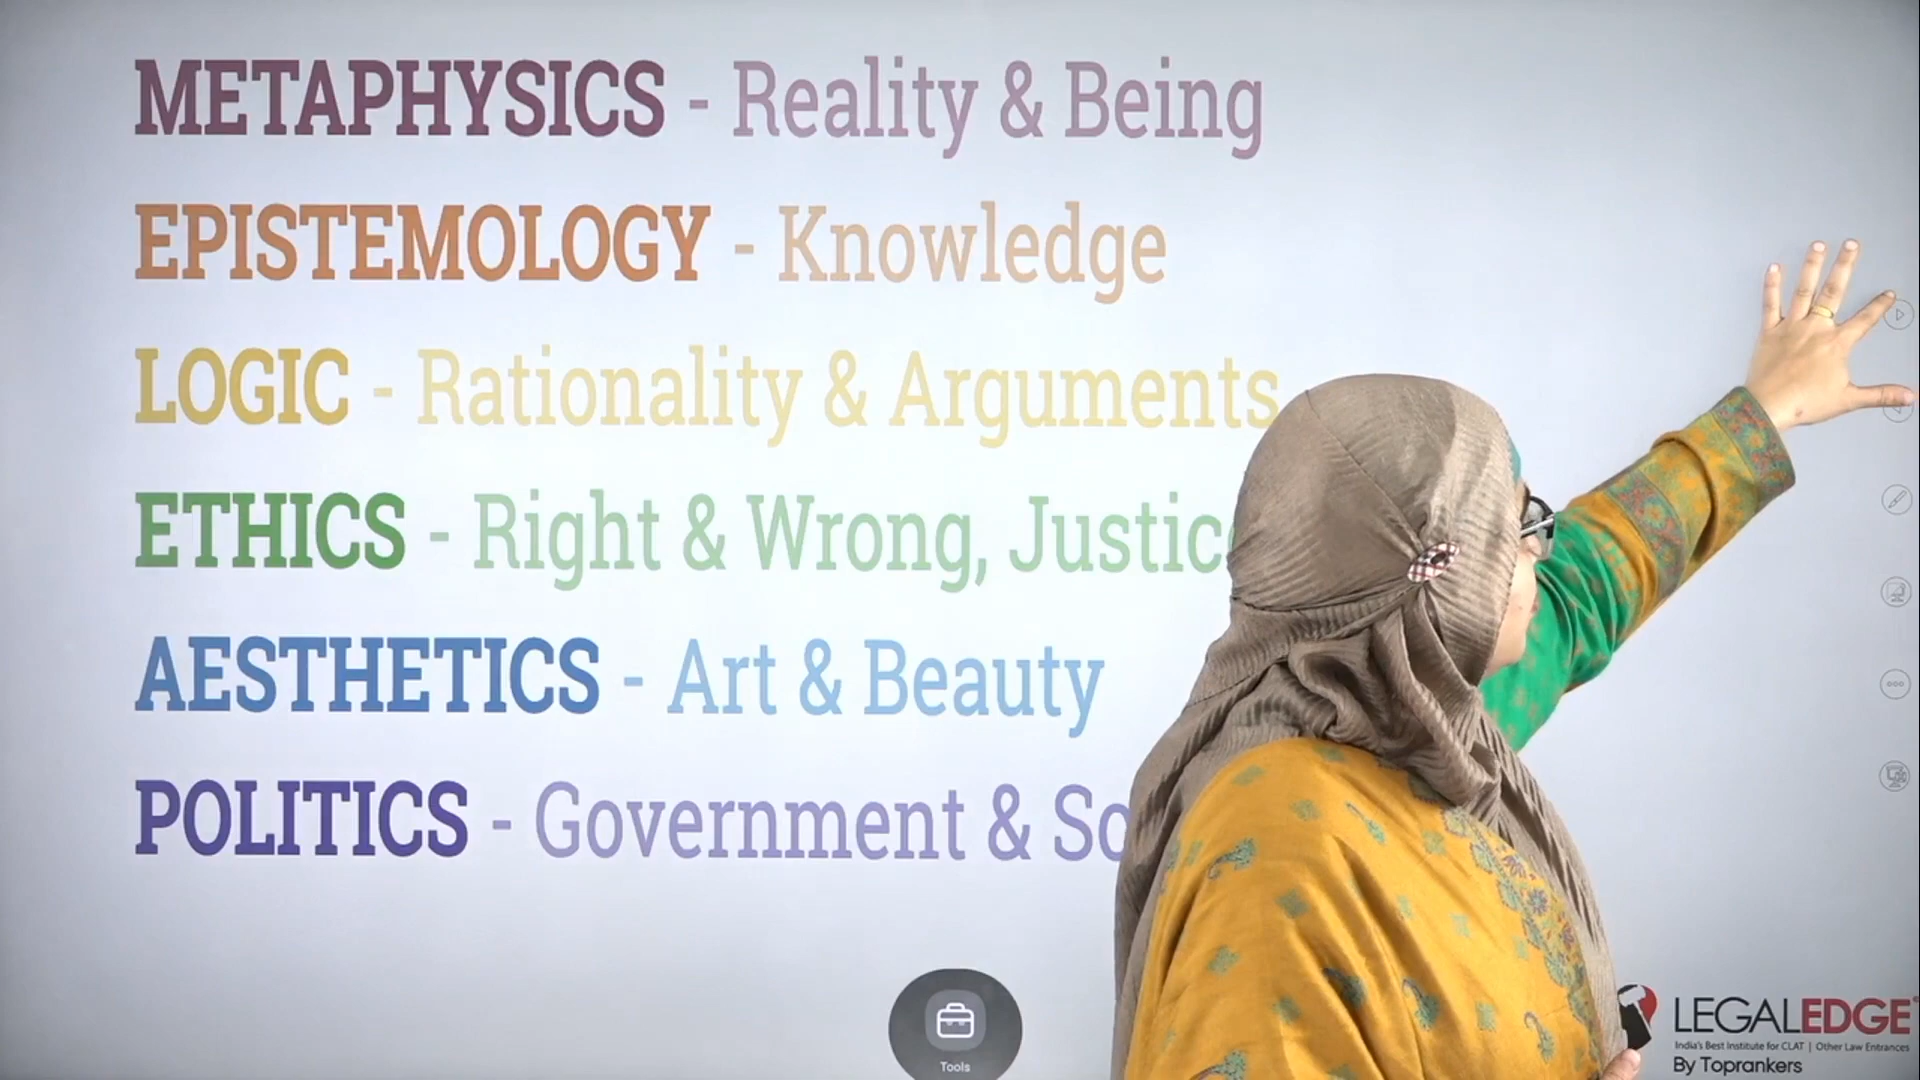 METAPHYSICS - Reality & Being
EPISTEMOLOGY - Knowledge
LOGIC - Rationality & Arguments
ETHICS - Right & Wrong, Justice
AESTHETICS - Art & Beauty
POLITICS - Government & So
Tools
LEGALEDGE
India's Best Institute for CLAT | Other Law Entrances
By Toprankers